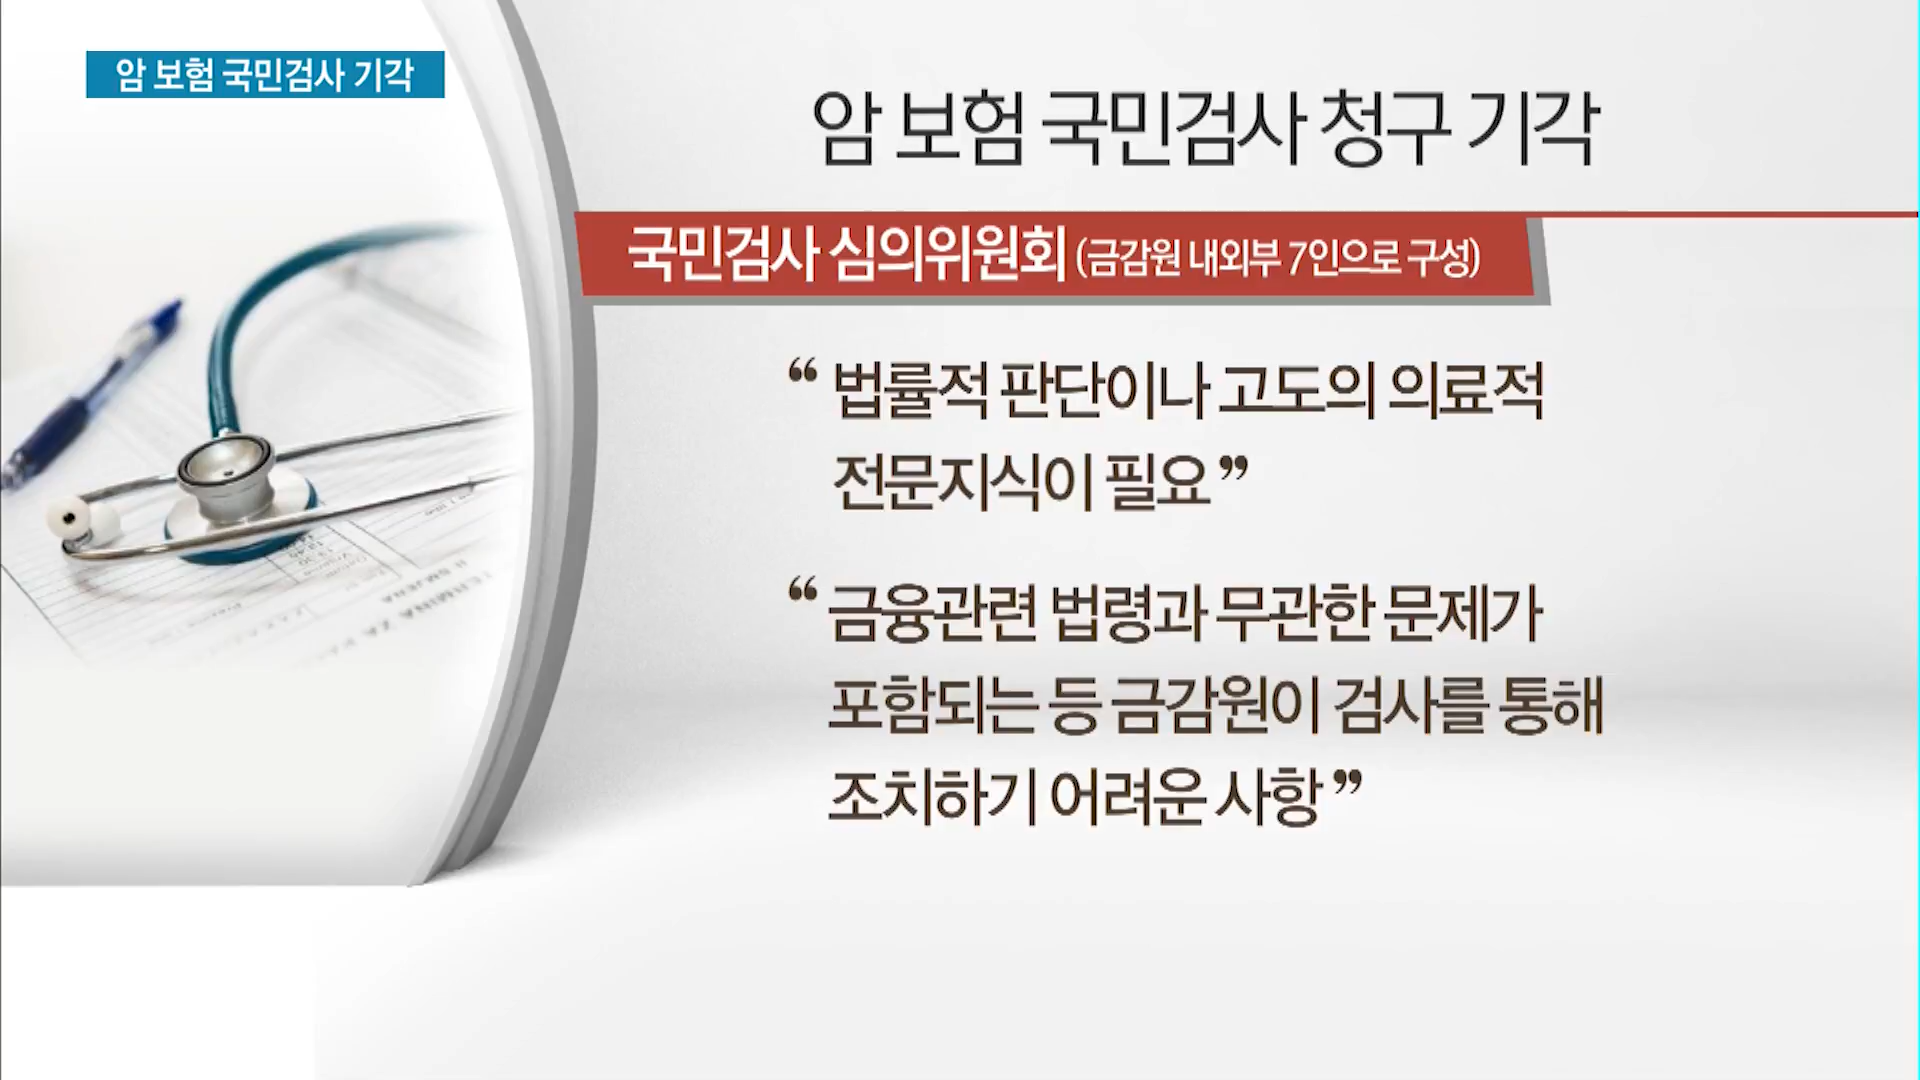 암 보험 국민검사 기각
암 보험 국민검사 청구 기각
국민검사 심의위원회 (금감원 내외부 7인으로 구성)
“ 법률적 판단이나 고도의 의료적
전문지식이 필요 ”
“ 금융관련 법령과 무관한 문제가
포함되는 등 금감원이 검사를 통해
조치하기 어려운 사항 ”